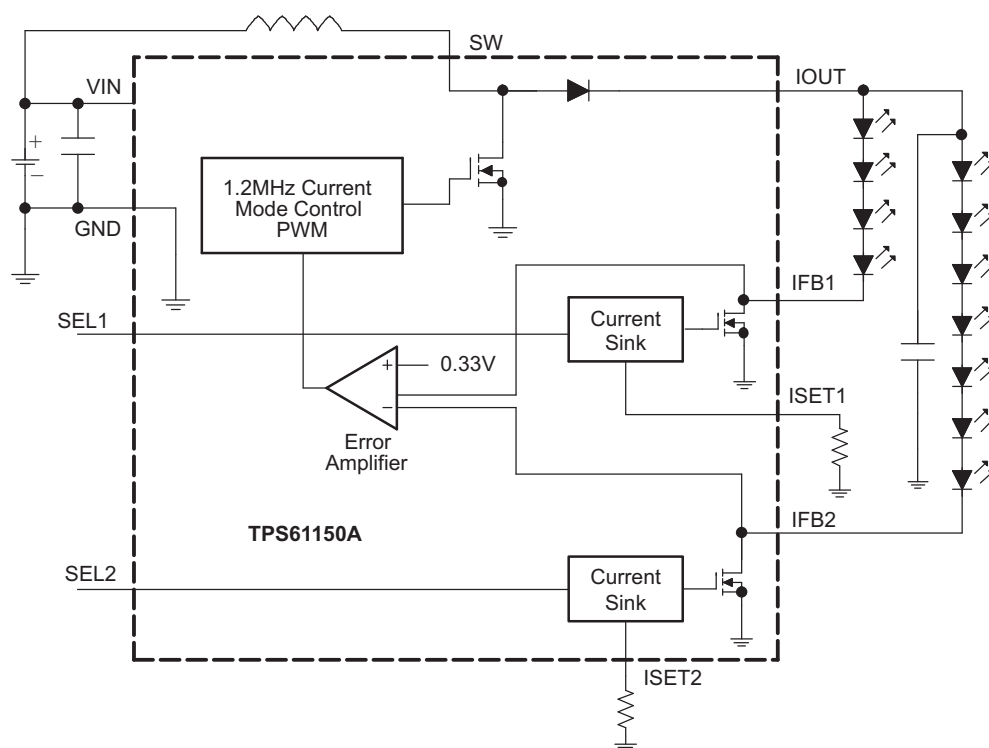 SW
VIN
IOUT
+
-
1.2MHz Current
Mode Control
PWM
GND
IFB1
SEL1
Current
Sink
+
0.33V
ISET1
−
Error
Amplifier
IFB2
TPS61150A
SEL2
Current
Sink
ISET2